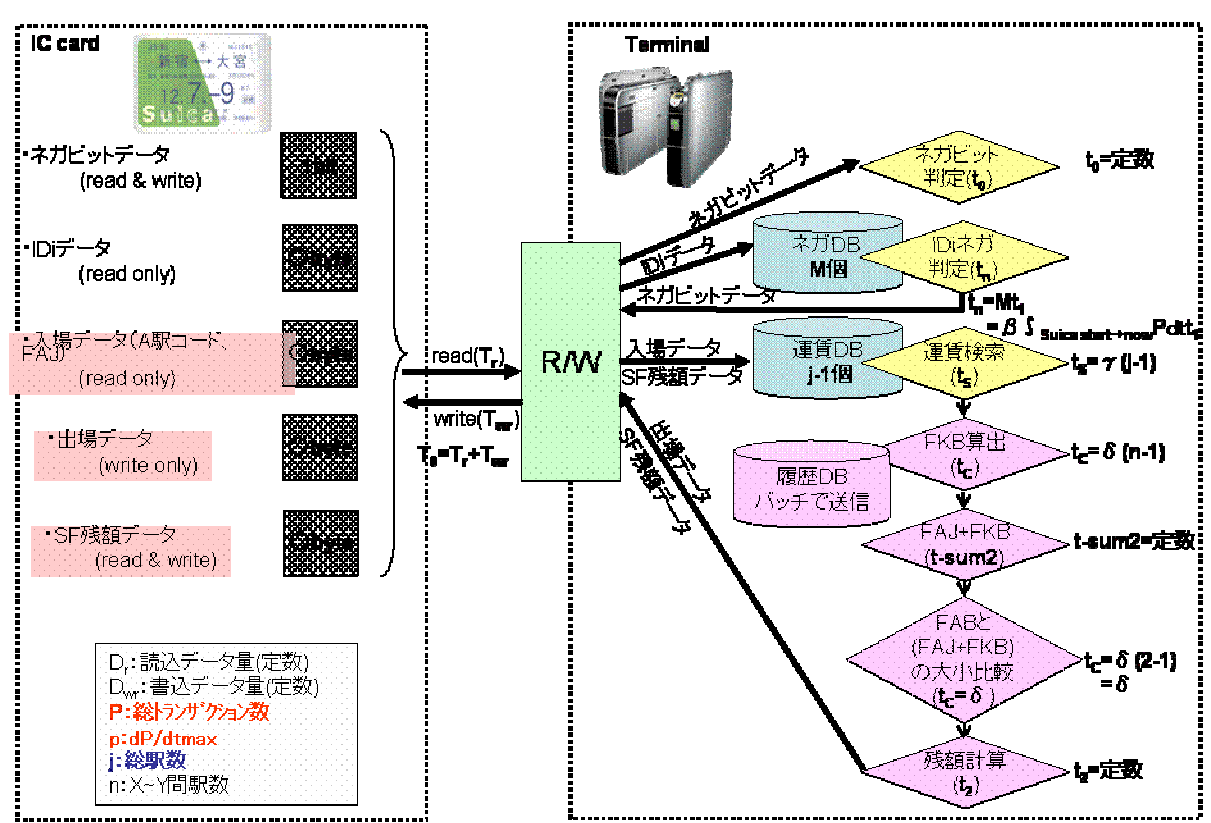 IC card
新宿→大宮
12.7.-9
Suica
・ネガビットデータ
(read & write)
・IDiデータ
(read only)
・入場データ(A駅コード、
FAJ)
(read only)
・出場データ
(write only)
・SF残額データ
(read & write)
read(Tr)
write(Twr)
T8=Tr+Twr
Dr:読込データ量(定数)
Dwr:書込データ量(定数)
P:総トランザクション数
p:dP/dtmax
j:総駅数
n:X~Y間駅数
R/W
Terminal
ネガビットデータ
IDiデータ
ネガビットデータ
入場データ
SF残額データ
出場データ
SF残額データ
ネガビット
判定(t0)
t0=定数
ネガDB
M個
IDiネガ
判定(tn)
tn=Mt1
=β∫Suica start→now Pdtt1
運賃DB
j-1個
運賃検索
(ts)
ts=γ(j-1)
FKB算出
(tc)
tc=δ(n-1)
履歴DB
バッチで送信
FAJ+FKB
(t-sum2)
t-sum2=定数
FABと
(FAJ+FKB)
の大小比較
(tc=δ)
tc=δ(2-1)
=δ
残額計算
(t2)
t2=定数